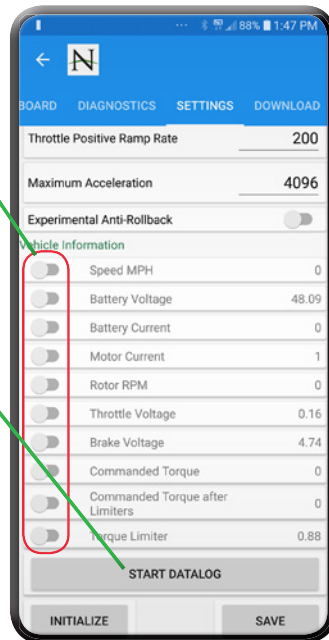 88% 1:47 PM
N
BOARD DIAGNOSTICS SETTINGS DOWNLOAD
Throttle Positive Ramp Rate 200
Maximum Acceleration 4096
Experimental Anti-Rollback
Vehicle Information
Speed MPH 0
Battery Voltage 48.09
Battery Current 0
Motor Current 1
Rotor RPM 0
Throttle Voltage 0.16
Brake Voltage 4.74
Commanded Torque 0
Commanded Torque after
Limiters 0
Torque Limiter 0.88
START DATALOG
INITIALIZE SAVE